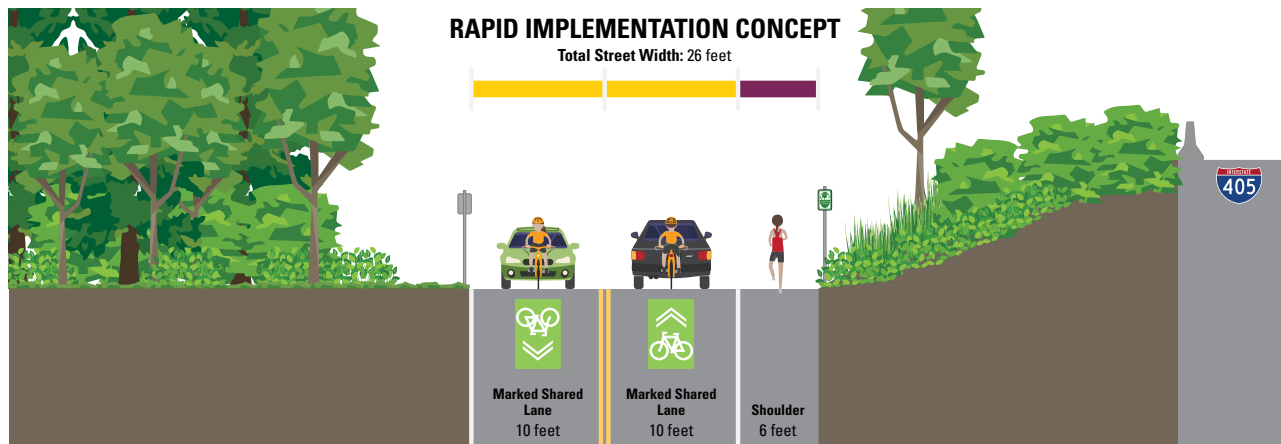 RAPID IMPLEMENTATION CONCEPT
Total Street Width: 26 feet
INTERSTATE
405
Marked Shared
Lane
10 feet
Marked Shared
Lane
10 feet
Shoulder
6 feet